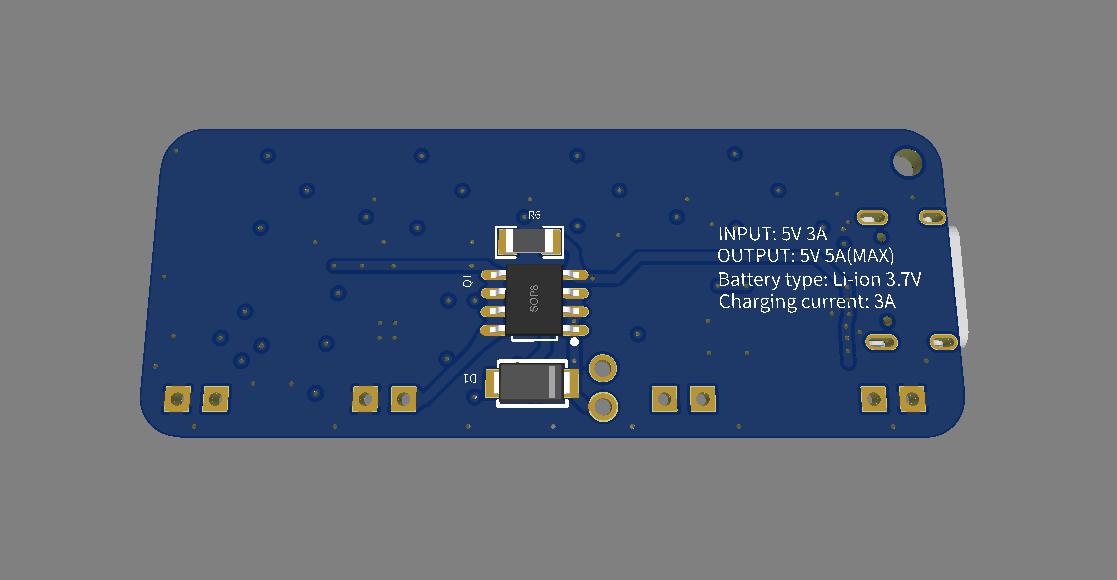 R6
INPUT: 5V 3A
OUTPUT: 5V 5A(MAX)
Q1
Battery type: Li-ion 3.7V
SOP8
Charging current: 3A
D1